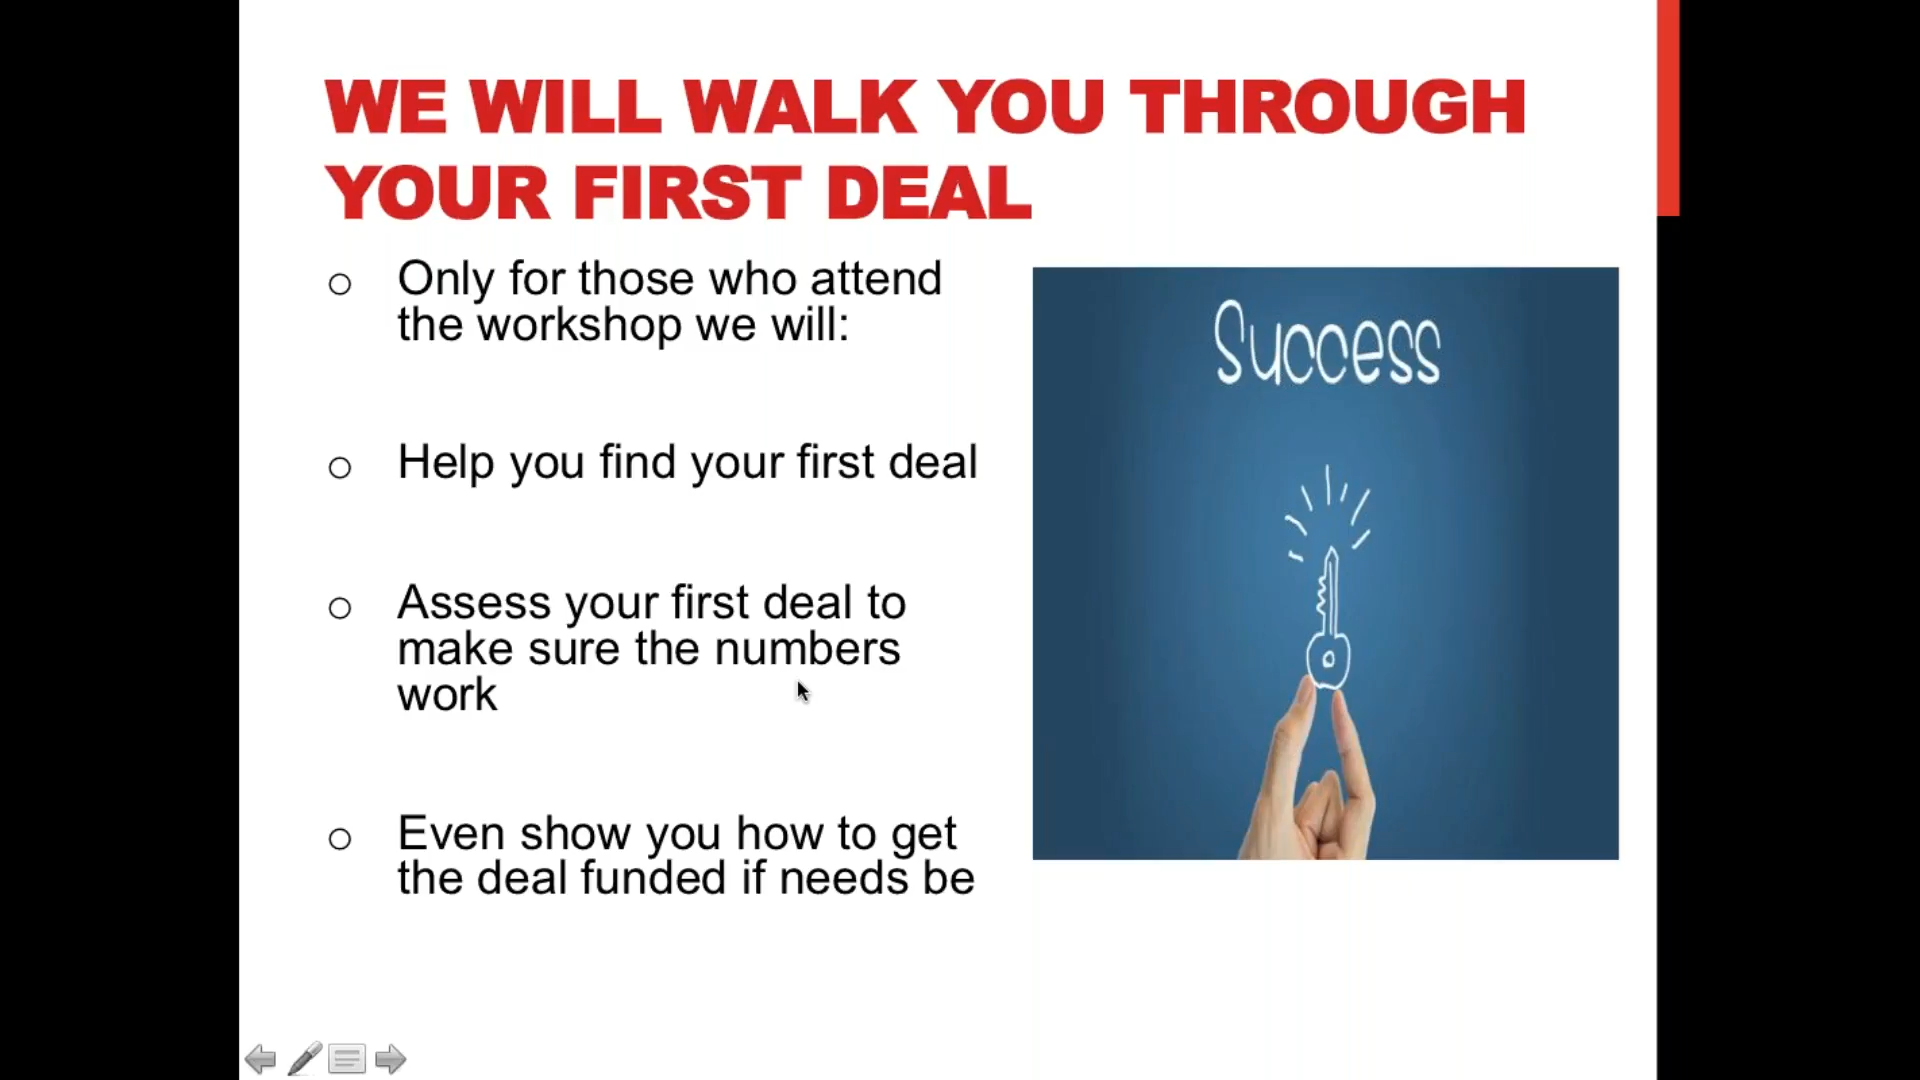 WE WILL WALK YOU THROUGH
YOUR FIRST DEAL
Only for those who attend
the workshop we will:
Help you find your first deal
Assess your first deal to
make sure the numbers
work
Even show you how to get
the deal funded if needs be
Success